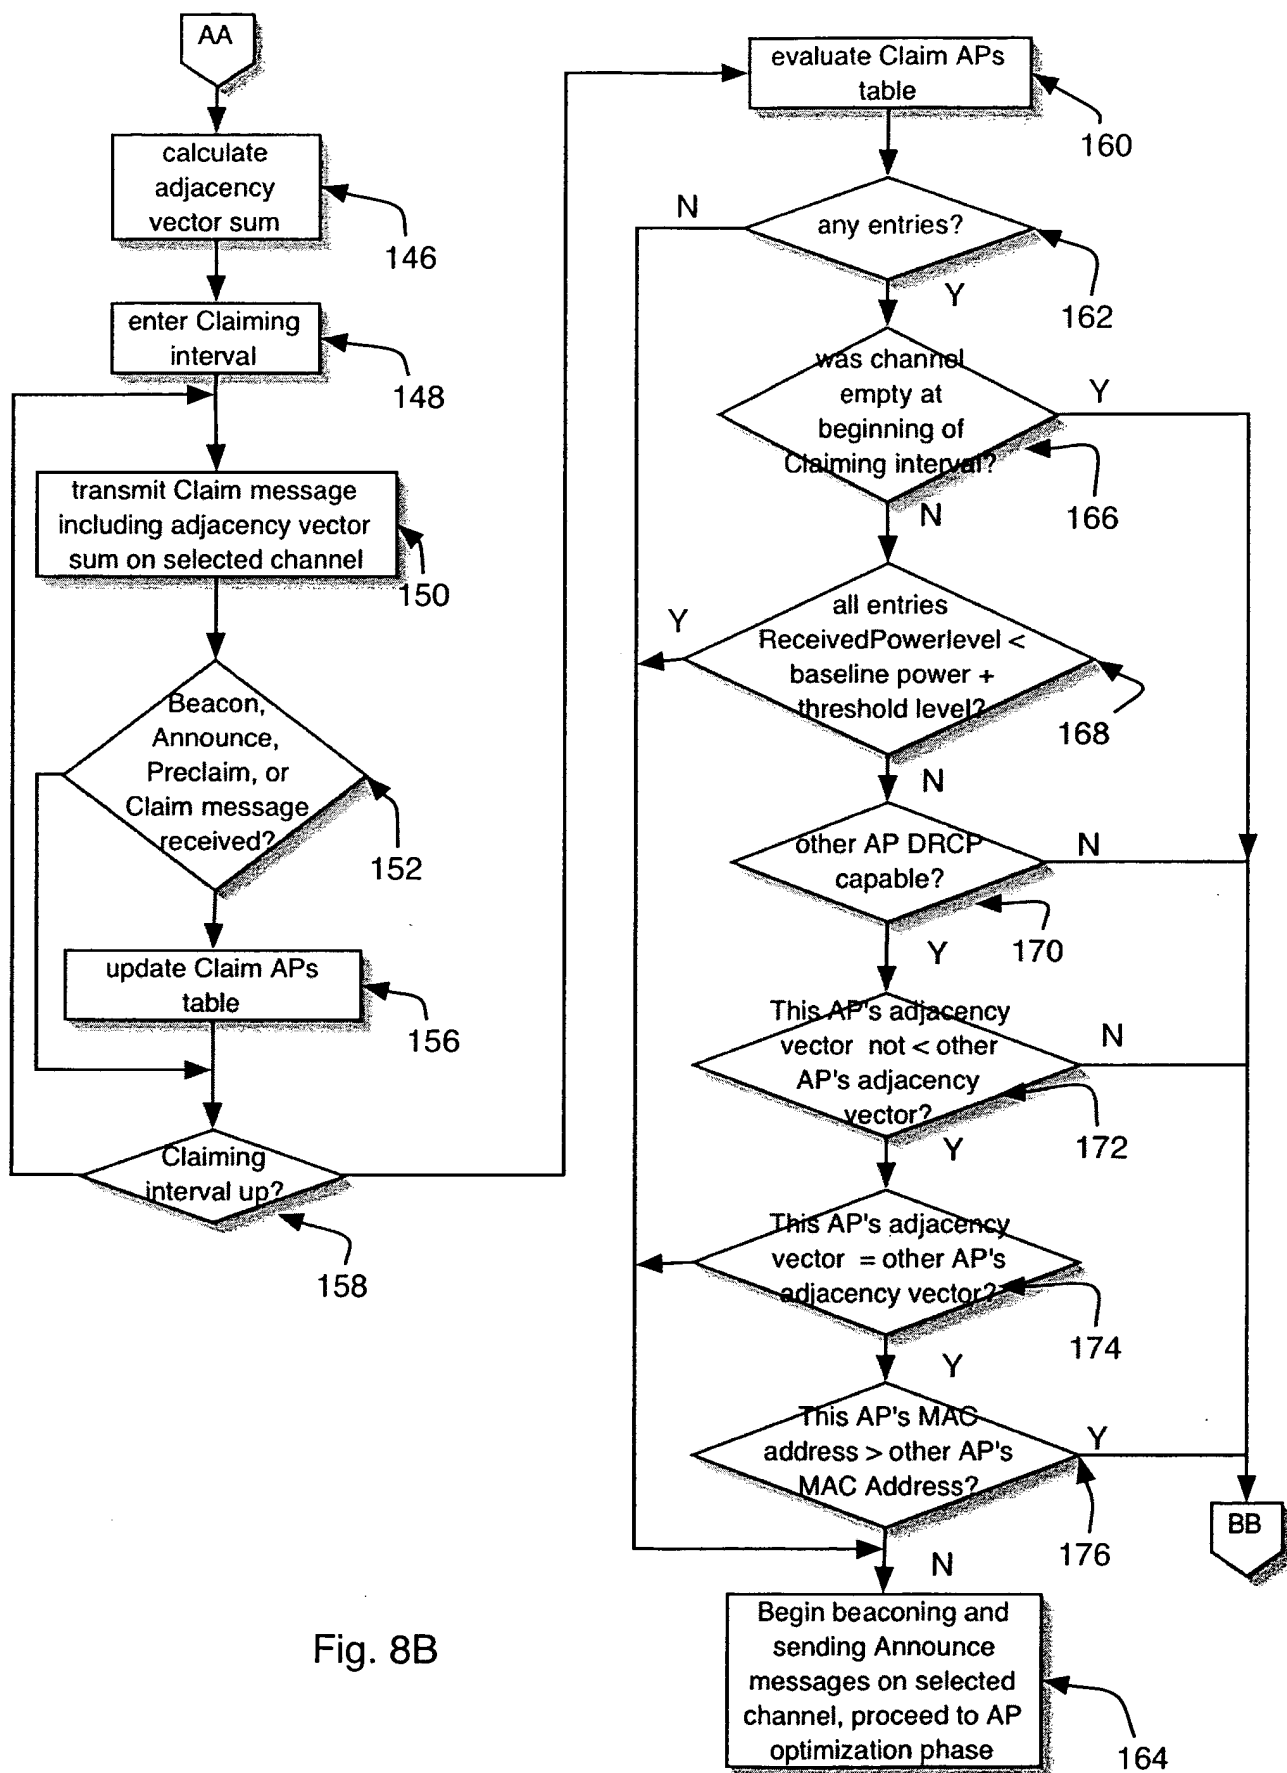 AA
calculate
adjacency
vector sum
146
enter Claiming
interval
148
transmit Claim message
including adjacency vector
sum on selected channel
150
Beacon,
Announce,
Preclaim, or
Claim message
received?
152
update Claim APs
table
156
Claiming
interval up?
158
evaluate Claim APs
table
160
any entries?
N
Y
162
was channel
empty at
beginning of
Claiming interval?
Y
N
166
all entries
ReceivedPowerlevel <
baseline power +
threshold level?
Y
N
168
other AP DRCP
capable?
N
Y
170
This AP's adjacency
vector not < other
AP's adjacency
vector?
N
Y
172
This AP's adjacency
vector = other AP's
adjacency vector?
Y
174
This AP's MAC
address > other AP's
MAC Address?
Y
N
176
BB
Begin beaconing and
sending Announce
messages on selected
channel, proceed to AP
optimization phase
164
Fig. 8B